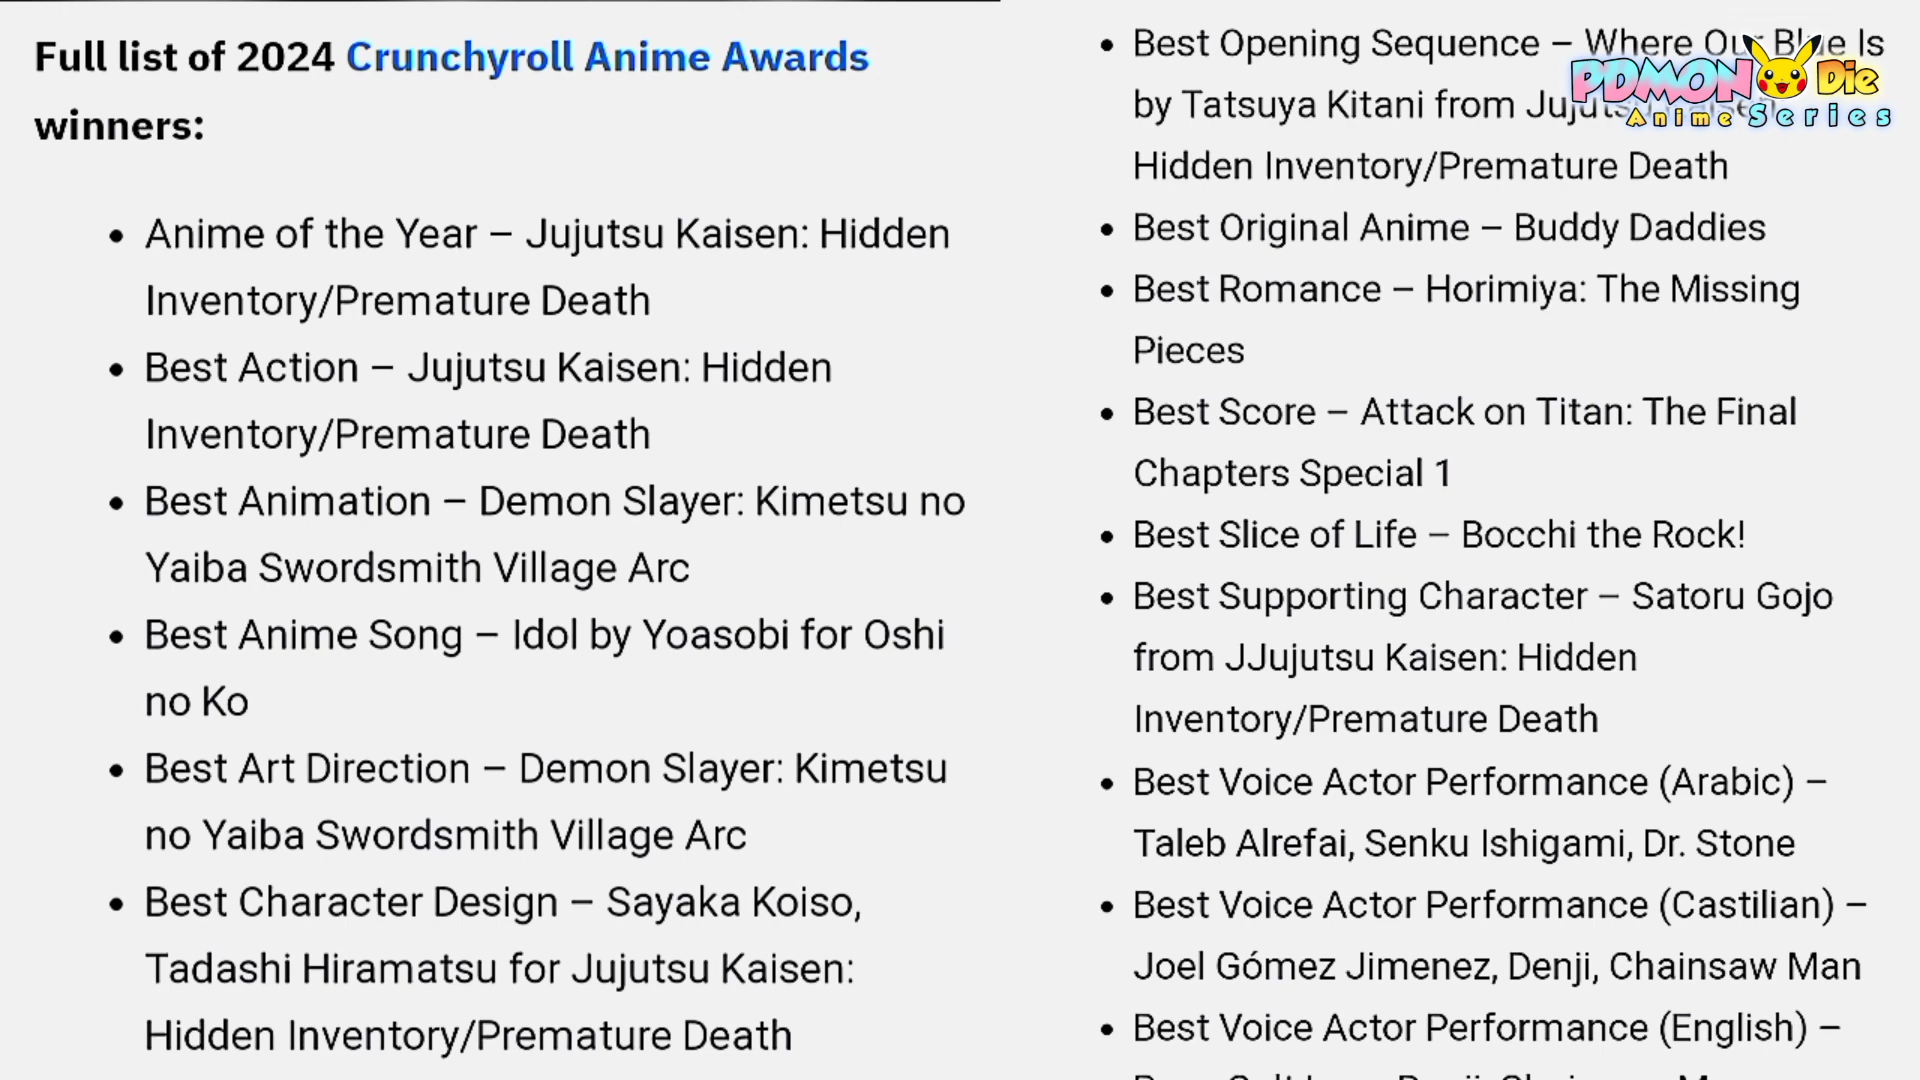 Full list of 2024 Crunchyroll Anime Awards
winners:
• Anime of the Year – Jujutsu Kaisen: Hidden
Inventory/Premature Death
• Best Action – Jujutsu Kaisen: Hidden
Inventory/Premature Death
• Best Animation – Demon Slayer: Kimetsu no
Yaiba Swordsmith Village Arc
• Best Anime Song – Idol by Yoasobi for Oshi
no Ko
• Best Art Direction – Demon Slayer: Kimetsu
no Yaiba Swordsmith Village Arc
• Best Character Design – Sayaka Koiso,
Tadashi Hiramatsu for Jujutsu Kaisen:
Hidden Inventory/Premature Death
• Best Opening Sequence – Where Our Blue Is
by Tatsuya Kitani from Jujutsu Kaisen
Hidden Inventory/Premature Death
• Best Original Anime – Buddy Daddies
• Best Romance – Horimiya: The Missing
Pieces
• Best Score – Attack on Titan: The Final
Chapters Special 1
• Best Slice of Life – Bocchi the Rock!
• Best Supporting Character – Satoru Gojo
from JJujutsu Kaisen: Hidden
Inventory/Premature Death
• Best Voice Actor Performance (Arabic) –
Taleb Alrefai, Senku Ishigami, Dr. Stone
• Best Voice Actor Performance (Castilian) –
Joel Gómez Jimenez, Denji, Chainsaw Man
• Best Voice Actor Performance (English) –
PDMON Die
Anime Series